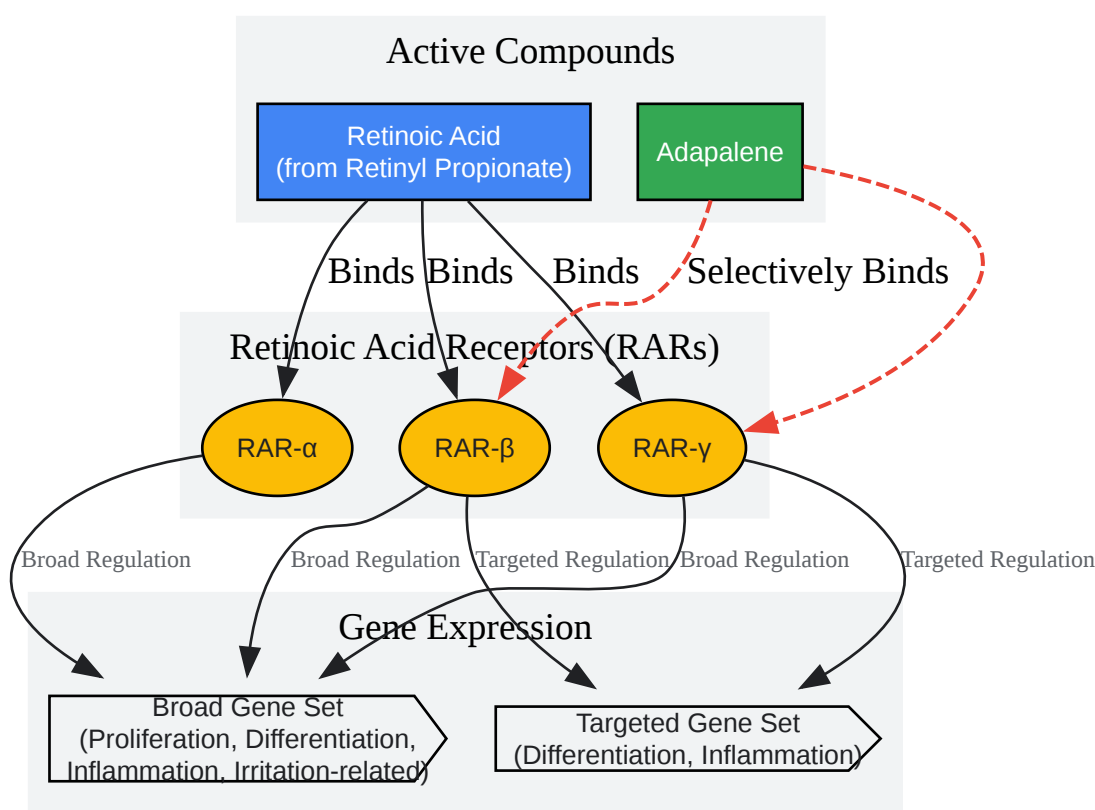 Active Compounds
Retinoic Acid
(from Retinyl Propionate)
Adapalene
Binds
Binds
Binds
Selectively Binds
Retinoic Acid Receptors (RARs)
RAR-α
RAR-β
RAR-γ
Broad Regulation
Broad Regulation
Targeted Regulation
Broad Regulation
Targeted Regulation
Gene Expression
Broad Gene Set
(Proliferation, Differentiation,
Inflammation, Irritation-related)
Targeted Gene Set
(Differentiation, Inflammation)